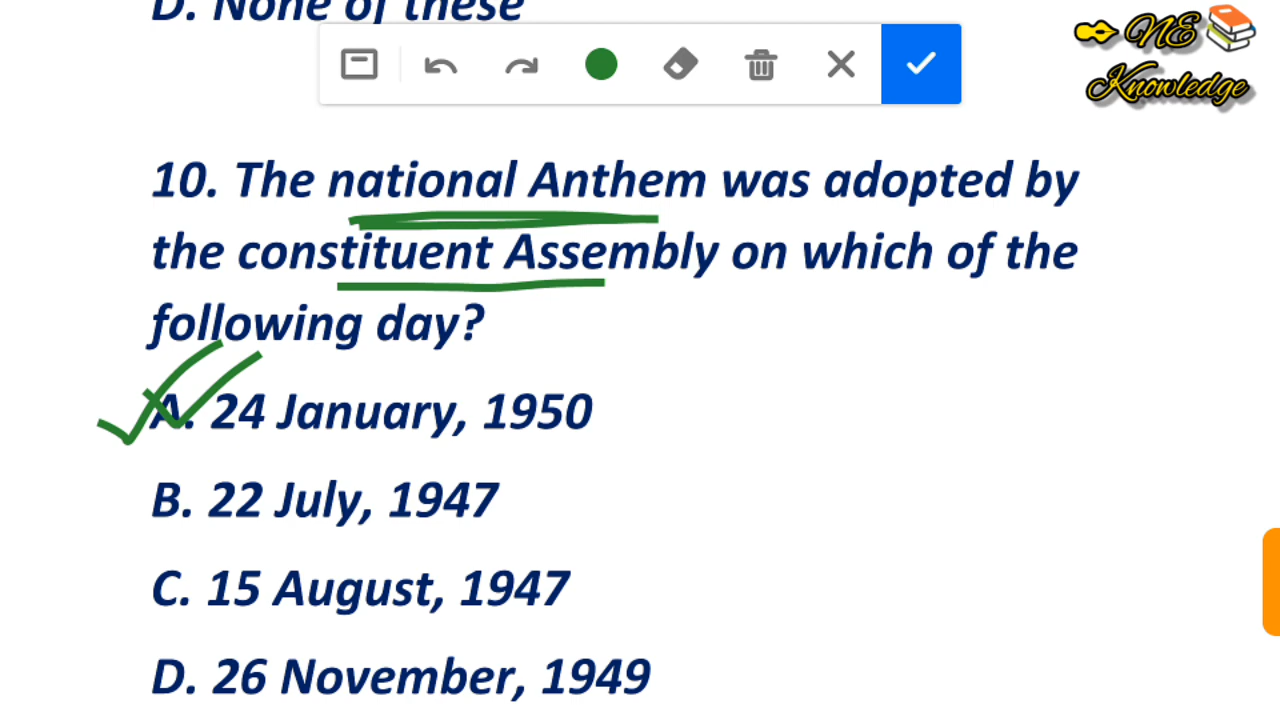 D. None of these
NE
Knowledge
10. The national Anthem was adopted by
the constituent Assembly on which of the
following day?
A. 24 January, 1950
B. 22 July, 1947
C. 15 August, 1947
D. 26 November, 1949